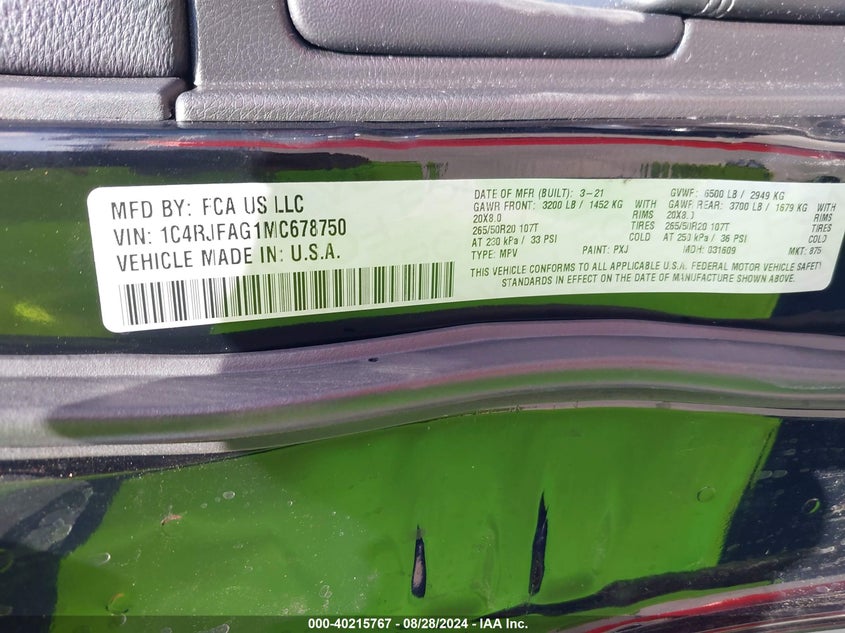 MFD BY: FCA US LLC
VIN: 1C4RJFAG1MC678750
VEHICLE MADE IN: U.S.A.
DATE OF MFR (BUILT): 3-21 GVWR: 6500 LB / 2949 KG
GAWR FRONT: 3200 LB / 1452 KG WITH GAWR REAR: 3700 LB / 1679 KG WITH
20X8.0 RIMS 20X8.0 RIMS
265/50R20 107T TIRES 265/50R20 107T TIRES
AT 230 kPa / 33 PSI COLD AT 250 kPa / 36 PSI COLD
TYPE: MPV PAINT: PXJ MDH: 031609 MKT: 875
THIS VEHICLE CONFORMS TO ALL APPLICABLE U.S.A. FEDERAL MOTOR VEHICLE SAFETY
STANDARDS IN EFFECT ON THE DATE OF MANUFACTURE SHOWN ABOVE.
000-40215767 - 08/28/2024 - IAA Inc.